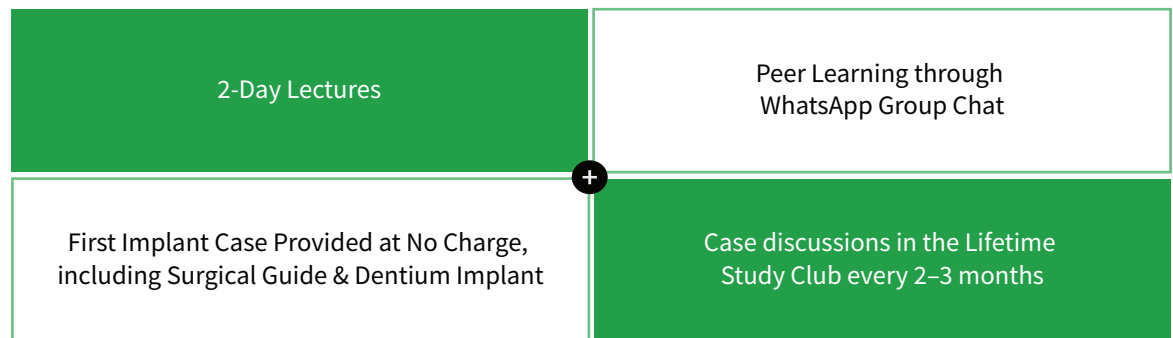 2-Day Lectures
Peer Learning through
WhatsApp Group Chat
+
First Implant Case Provided at No Charge,
including Surgical Guide & Dentium Implant
Case discussions in the Lifetime
Study Club every 2–3 months